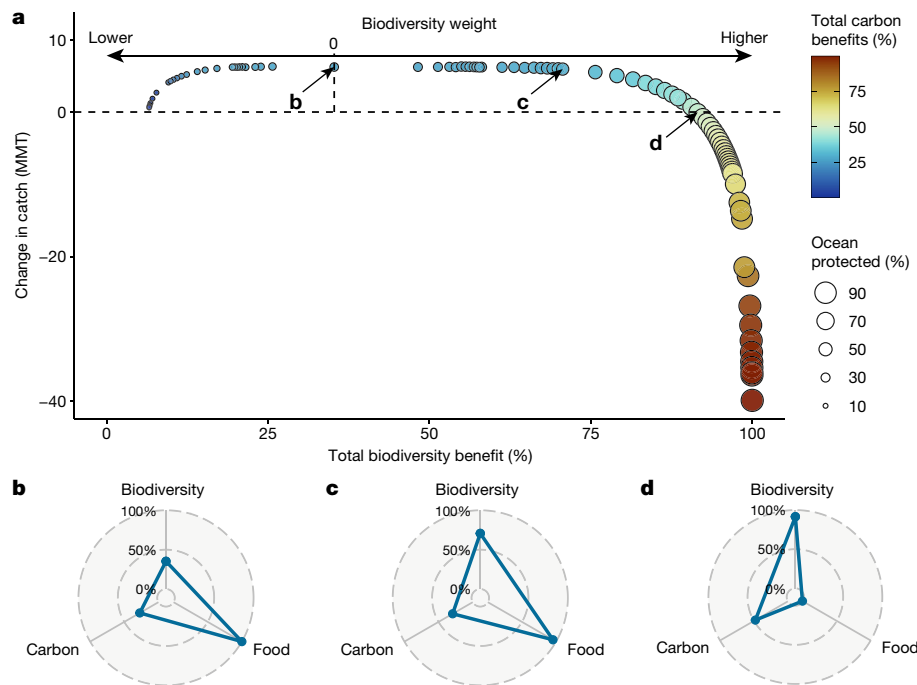 a
Biodiversity weight
Lower
0
Higher
Total carbon
benefits (%)
75
50
25
10
0
−20
−40
Change in catch (MMT)
b
c
d
Ocean
protected (%)
90
70
50
30
10
0
25
50
75
100
Total biodiversity benefit (%)
b
Biodiversity
100%
50%
0%
Carbon
Food
c
Biodiversity
100%
50%
0%
Carbon
Food
d
Biodiversity
100%
50%
0%
Carbon
Food